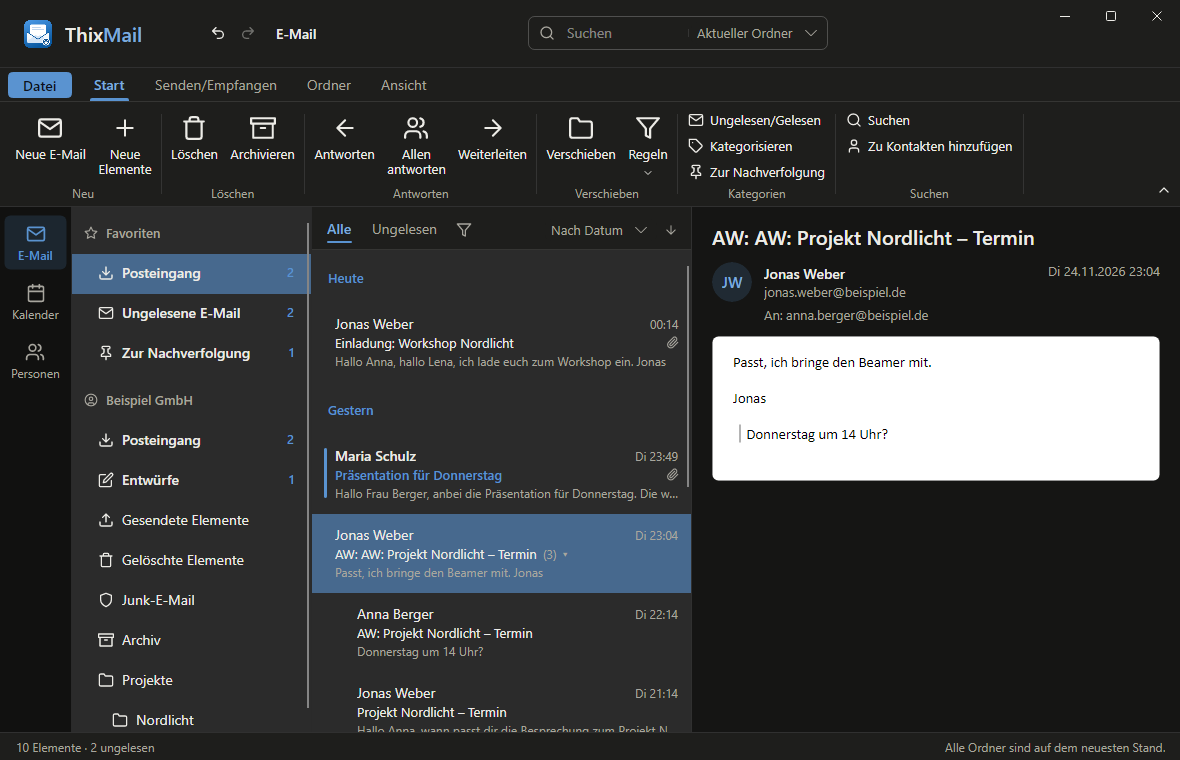 ThixMail
E-Mail
Suchen
Aktueller Ordner
Datei
Start
Senden/Empfangen
Ordner
Ansicht
Neue E-Mail
Neue
Elemente
Neu
Löschen
Archivieren
Löschen
Antworten
Allen
antworten
Weiterleiten
Antworten
Verschieben
Regeln
Verschieben
Ungelesen/Gelesen
Kategorisieren
Zur Nachverfolgung
Kategorien
Suchen
Zu Kontakten hinzufügen
Suchen
E-Mail
Kalender
Personen
Favoriten
Posteingang 2
Ungelesene E-Mail 2
Zur Nachverfolgung 1
Beispiel GmbH
Posteingang 2
Entwürfe 1
Gesendete Elemente
Gelöschte Elemente
Junk-E-Mail
Archiv
Projekte
Nordlicht
Alle
Ungelesen
Nach Datum
Heute
Jonas Weber 00:14
Einladung: Workshop Nordlicht
Hallo Anna, hallo Lena, ich lade euch zum Workshop ein. Jonas
Gestern
Maria Schulz Di 23:49
Präsentation für Donnerstag
Hallo Frau Berger, anbei die Präsentation für Donnerstag. Die w...
Jonas Weber Di 23:04
AW: AW: Projekt Nordlicht – Termin (3)
Passt, ich bringe den Beamer mit. Jonas
Anna Berger Di 22:14
AW: Projekt Nordlicht – Termin
Donnerstag um 14 Uhr?
Jonas Weber Di 21:14
Projekt Nordlicht – Termin
Hallo Anna, wann passt dir die Besprechung zum Projekt N...
AW: AW: Projekt Nordlicht – Termin
JW
Jonas Weber Di 24.11.2026 23:04
jonas.weber@beispiel.de
An: anna.berger@beispiel.de
Passt, ich bringe den Beamer mit.
Jonas
Donnerstag um 14 Uhr?
10 Elemente · 2 ungelesen
Alle Ordner sind auf dem neuesten Stand.